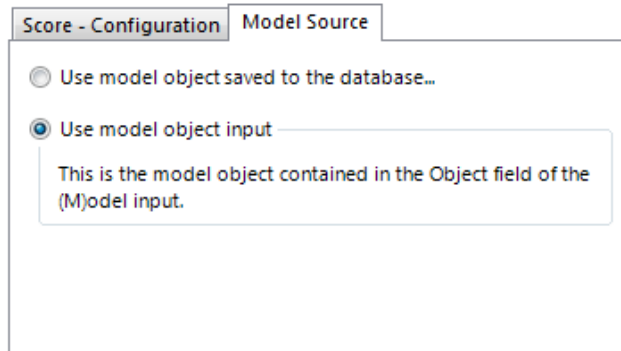 Score - Configuration Model Source
Use model object saved to the database...
Use model object input
This is the model object contained in the Object field of the
(M)odel input.